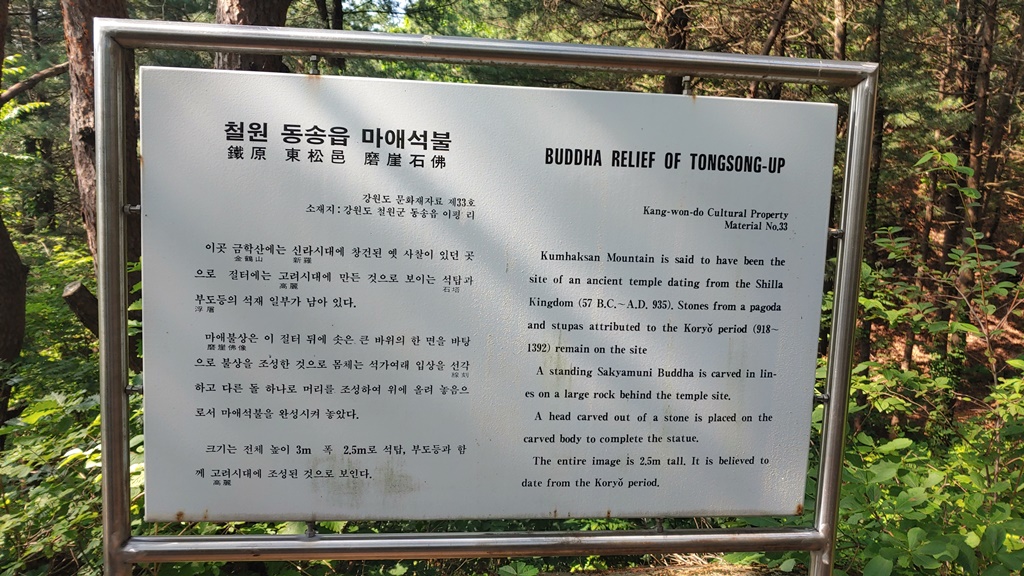 철원 동송읍 마애석불
鐵原 東松邑 磨崖石佛
강원도 문화재자료 제33호
소재지 : 강원도 철원군 동송읍 이평리
이곳 금학산에는 신라시대에 창건된 옛 사찰이 있던 곳
金鶴山 新羅
으로 절터에는 고려시대에 만든 것으로 보이는 석탑과
高麗 石塔
부도등의 석재 일부가 남아 있다.
浮屠
마애불상은 이 절터 뒤에 솟은 큰 바위의 한 면을 바탕
磨崖佛像
으로 불상을 조성한 것으로 몸체는 석가여래 입상을 선각
線刻
하고 다른 돌 하나로 머리를 조성하여 위에 올려 놓음으
로서 마애석불을 완성시켜 놓았다.
크기는 전체 높이 3m 폭 2.5m로 석탑, 부도등과 함
께 고려시대에 조성된 것으로 보인다.
高麗
BUDDHA RELIEF OF TONGSONG-UP
Kang-won-do Cultural Property
Material No.33
Kumhaksan Mountain is said to have been the
site of an ancient temple dating from the Shilla
Kingdom (57 B.C.~A.D. 935). Stones from a pagoda
and stupas attributed to the Koryŏ period (918~
1392) remain on the site
A standing Sakyamuni Buddha is carved in lin-
es on a large rock behind the temple site.
A head carved out of a stone is placed on the
carved body to complete the statue.
The entire image is 2.5m tall. It is believed to
date from the Koryŏ period.